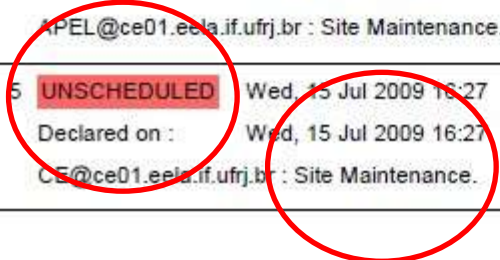 APEL@ce01.eela.if.ufrj.br : Site Maintenance.
5 UNSCHEDULED Wed, 15 Jul 2009 16:27
Declared on : Wed, 15 Jul 2009 16:27
CE@ce01.eela.if.ufrj.br : Site Maintenance.